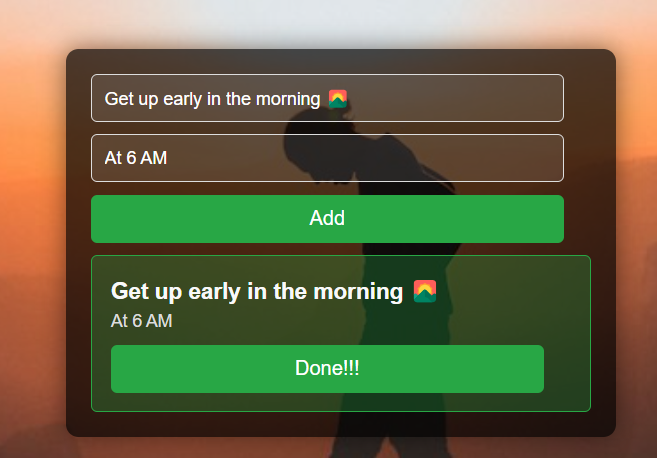 Get up early in the morning 🌄
At 6 AM
Add
Get up early in the morning 🌄
At 6 AM
Done!!!